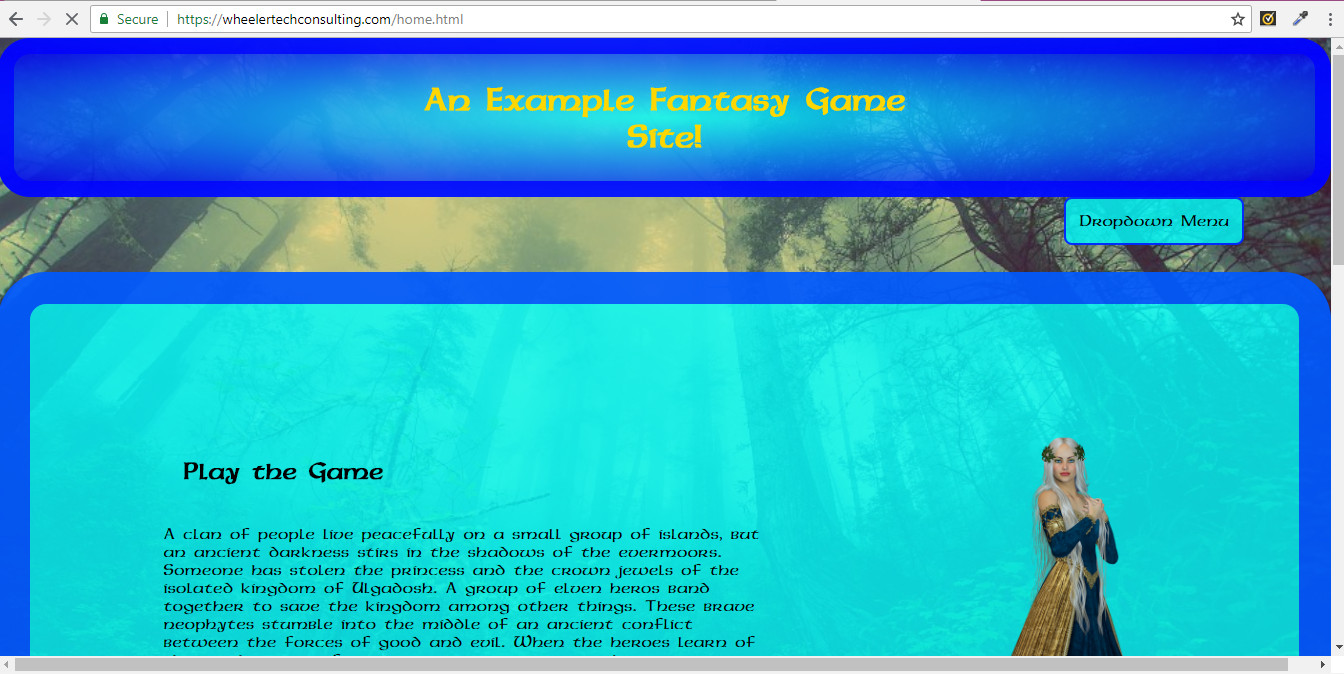 Secure
https://wheelertechconsulting.com/home.html
An Example Fantasy Game
Site!
Dropdown Menu
Play the Game
A clan of people live peacefully on a small group of islands, but
an ancient darkness stirs in the shadows of the evermoors.
Someone has stolen the princess and the crown jewels of the
isolated kingdom of Ulgadosh. A group of elven heros band
together to save the kingdom among other things. These brave
neophytes stumble into the middle of an ancient conflict
between the forces of good and evil. When the heroes learn of